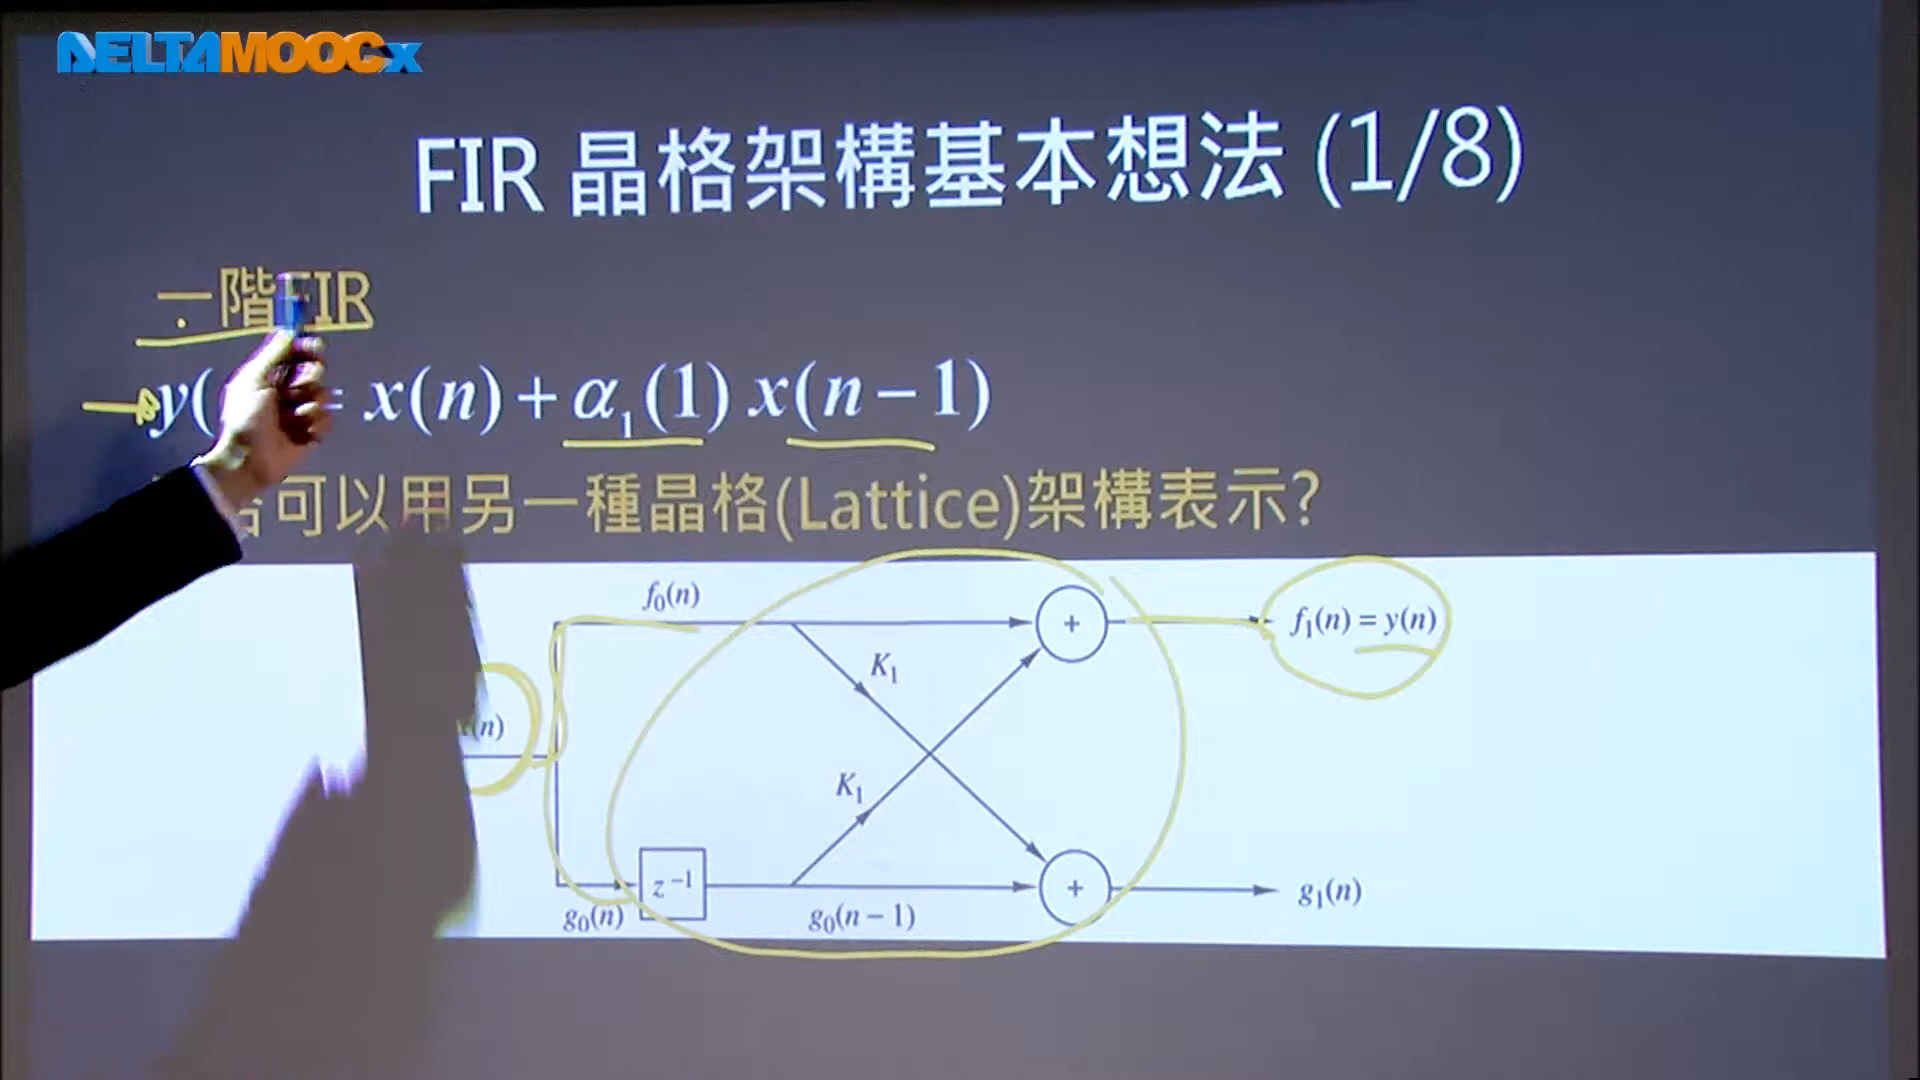 DELTAMOOCx
FIR 晶格架構基本想法 (1/8)
一階FIR
y( = x(n) + α₁(1) x(n−1)
可以用另一種晶格(Lattice)架構表示?
f₀(n)
f₁(n) = y(n)
K₁
(n)
K₁
z⁻¹
g₀(n)
g₀(n − 1)
g₁(n)